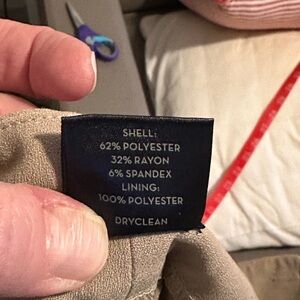 SHELL:
62% POLYESTER
32% RAYON
6% SPANDEX
LINING:
100% POLYESTER
DRYCLEAN